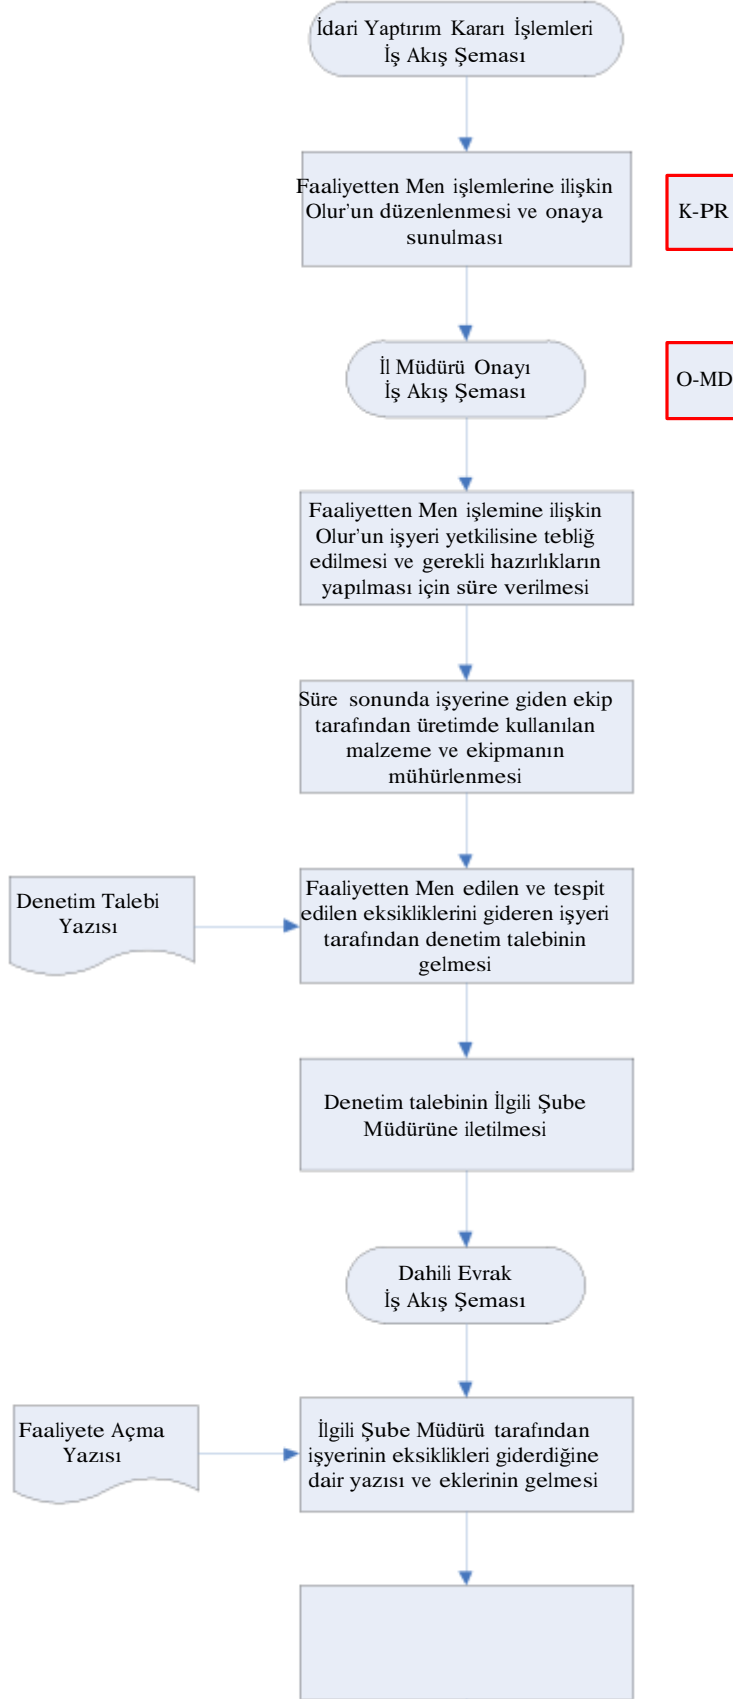 İdari Yaptırım Kararı İşlemleri
İş Akış Şeması
Faaliyetten Men işlemlerine ilişkin
Olur'un düzenlenmesi ve onaya
sunulması
K-PR
İl Müdürü Onayı
İş Akış Şeması
O-MD
Faaliyetten Men işlemine ilişkin
Olur'un işyeri yetkilisine tebliğ
edilmesi ve gerekli hazırlıkların
yapılması için süre verilmesi
Süre sonunda işyerine giden ekip
tarafından üretimde kullanılan
malzeme ve ekipmanın
mühürlenmesi
Denetim Talebi
Yazısı
Faaliyetten Men edilen ve tespit
edilen eksikliklerini gideren işyeri
tarafından denetim talebinin
gelmesi
Denetim talebinin İlgili Şube
Müdürüne iletilmesi
Dahili Evrak
İş Akış Şeması
Faaliyete Açma
Yazısı
İlgili Şube Müdürü tarafından
işyerinin eksiklikleri giderdiğine
dair yazısı ve eklerinin gelmesi